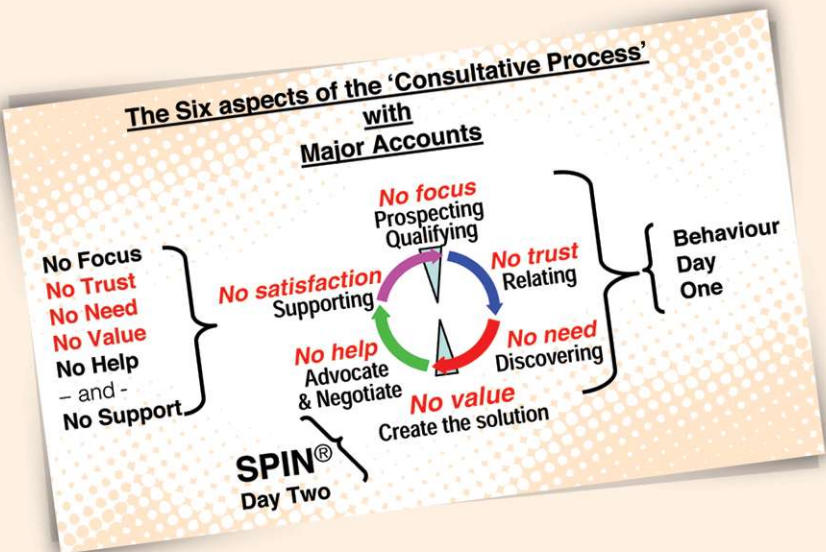 The Six aspects of the ‘Consultative Process’
with
Major Accounts
No Focus
No Trust
No Need
No Value
No Help
– and -
No Support
No focus
Prospecting
Qualifying
No trust
Relating
No need
Discovering
No value
Create the solution
No help
Advocate
& Negotiate
No satisfaction
Supporting
Behaviour
Day
One
SPIN®
Day Two